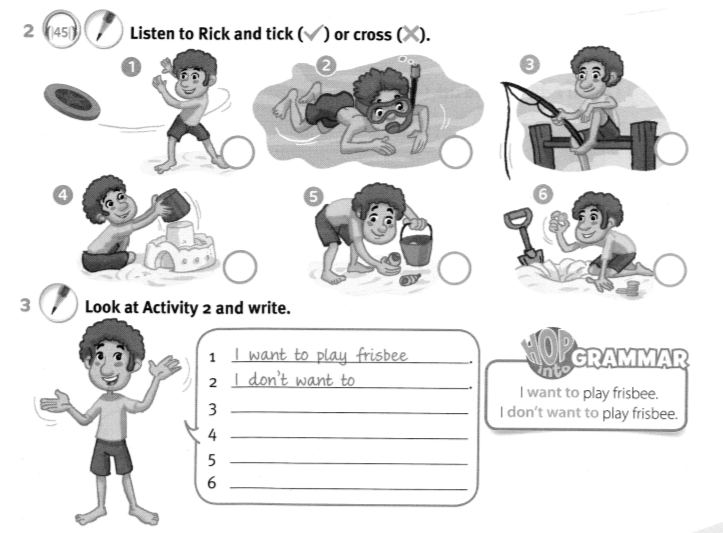 2 45 Listen to Rick and tick (✓) or cross (✗).
1
2
3
4
5
6
3 Look at Activity 2 and write.
1 I want to play frisbee.
2 I don't want to .
3
4
5
6
HOP into GRAMMAR
I want to play frisbee.
I don't want to play frisbee.